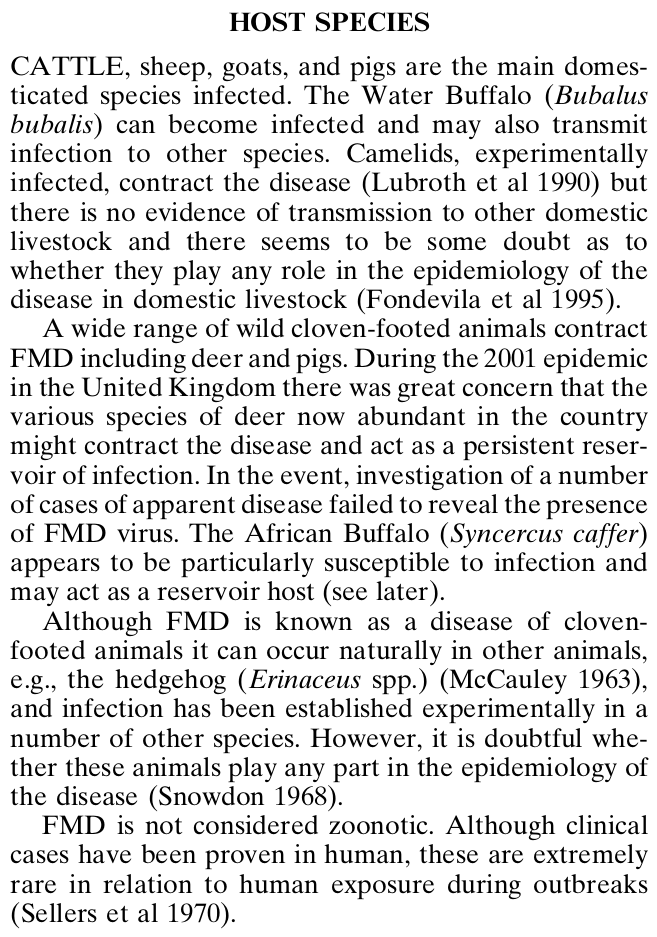 HOST SPECIES
CATTLE, sheep, goats, and pigs are the main domes-
ticated species infected. The Water Buffalo (Bubalus
bubalis) can become infected and may also transmit
infection to other species. Camelids, experimentally
infected, contract the disease (Lubroth et al 1990) but
there is no evidence of transmission to other domestic
livestock and there seems to be some doubt as to
whether they play any role in the epidemiology of the
disease in domestic livestock (Fondevila et al 1995).
A wide range of wild cloven-footed animals contract
FMD including deer and pigs. During the 2001 epidemic
in the United Kingdom there was great concern that the
various species of deer now abundant in the country
might contract the disease and act as a persistent reser-
voir of infection. In the event, investigation of a number
of cases of apparent disease failed to reveal the presence
of FMD virus. The African Buffalo (Syncercus caffer)
appears to be particularly susceptible to infection and
may act as a reservoir host (see later).
Although FMD is known as a disease of cloven-
footed animals it can occur naturally in other animals,
e.g., the hedgehog (Erinaceus spp.) (McCauley 1963),
and infection has been established experimentally in a
number of other species. However, it is doubtful whe-
ther these animals play any part in the epidemiology of
the disease (Snowdon 1968).
FMD is not considered zoonotic. Although clinical
cases have been proven in human, these are extremely
rare in relation to human exposure during outbreaks
(Sellers et al 1970).